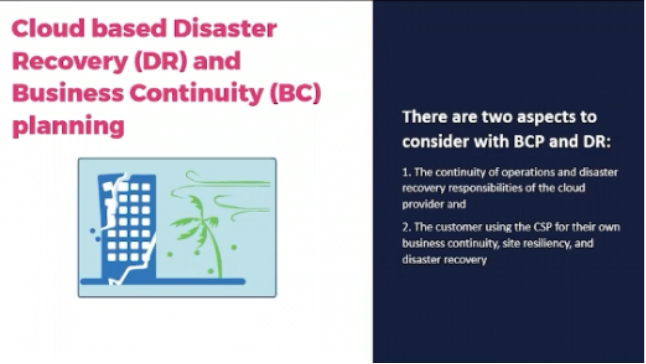 Cloud based Disaster
Recovery (DR) and
Business Continuity (BC)
planning
There are two aspects to
consider with BCP and DR:
1. The continuity of operations and disaster
recovery responsibilities of the cloud
provider and
2. The customer using the CSP for their own
business continuity, site resiliency, and
disaster recovery